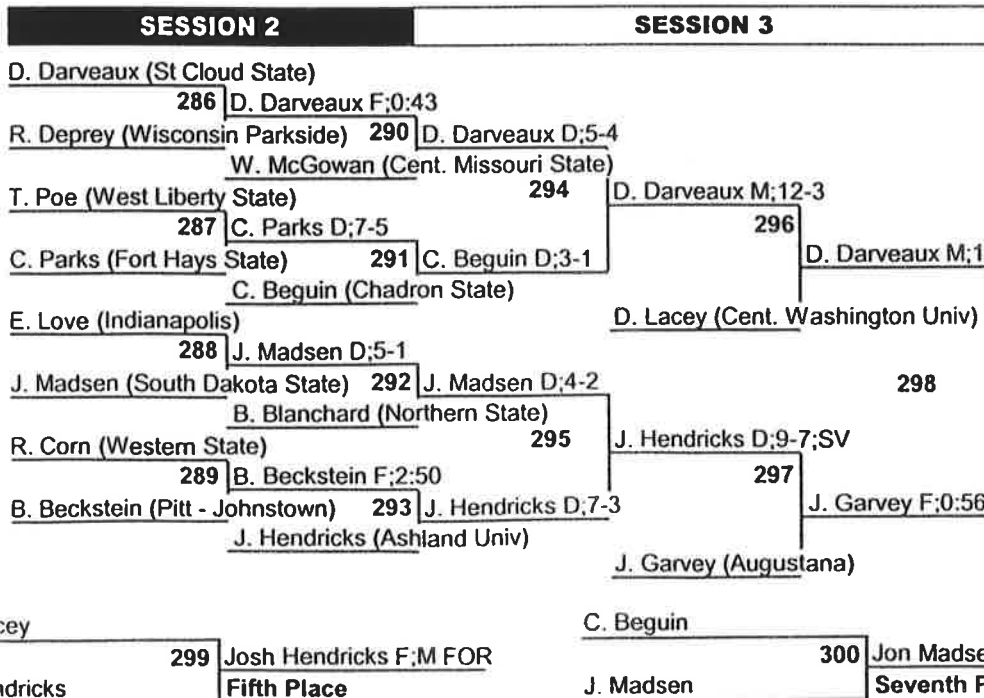 SESSION 2 SESSION 3
D. Darveaux (St Cloud State)
286 D. Darveaux F;0:43
R. Deprey (Wisconsin Parkside) 290 D. Darveaux D;5-4
W. McGowan (Cent. Missouri State)
T. Poe (West Liberty State) 294 D. Darveaux M;12-3
287 C. Parks D;7-5 296
C. Parks (Fort Hays State) 291 C. Beguin D;3-1 D. Darveaux M;1
C. Beguin (Chadron State)
E. Love (Indianapolis) D. Lacey (Cent. Washington Univ)
288 J. Madsen D;5-1
J. Madsen (South Dakota State) 292 J. Madsen D;4-2 298
B. Blanchard (Northern State)
R. Corn (Western State) 295 J. Hendricks D;9-7;SV
289 B. Beckstein F;2:50 297
B. Beckstein (Pitt - Johnstown) 293 J. Hendricks D;7-3 J. Garvey F;0:56
J. Hendricks (Ashland Univ)
J. Garvey (Augustana)
cey C. Beguin
299 Josh Hendricks F;M FOR 300 Jon Madse
ndricks Fifth Place J. Madsen Seventh P